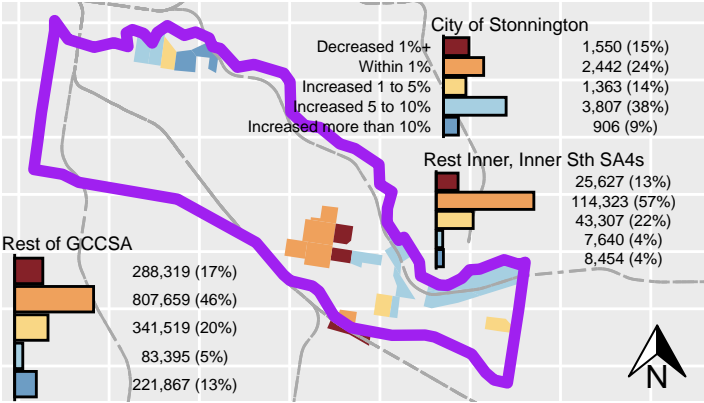 City of Stonnington
Decreased 1%+ 1,550 (15%)
Within 1% 2,442 (24%)
Increased 1 to 5% 1,363 (14%)
Increased 5 to 10% 3,807 (38%)
Increased more than 10% 906 (9%)
Rest Inner, Inner Sth SA4s
25,627 (13%)
114,323 (57%)
43,307 (22%)
7,640 (4%)
8,454 (4%)
Rest of GCCSA
288,319 (17%)
807,659 (46%)
341,519 (20%)
83,395 (5%)
221,867 (13%)
N